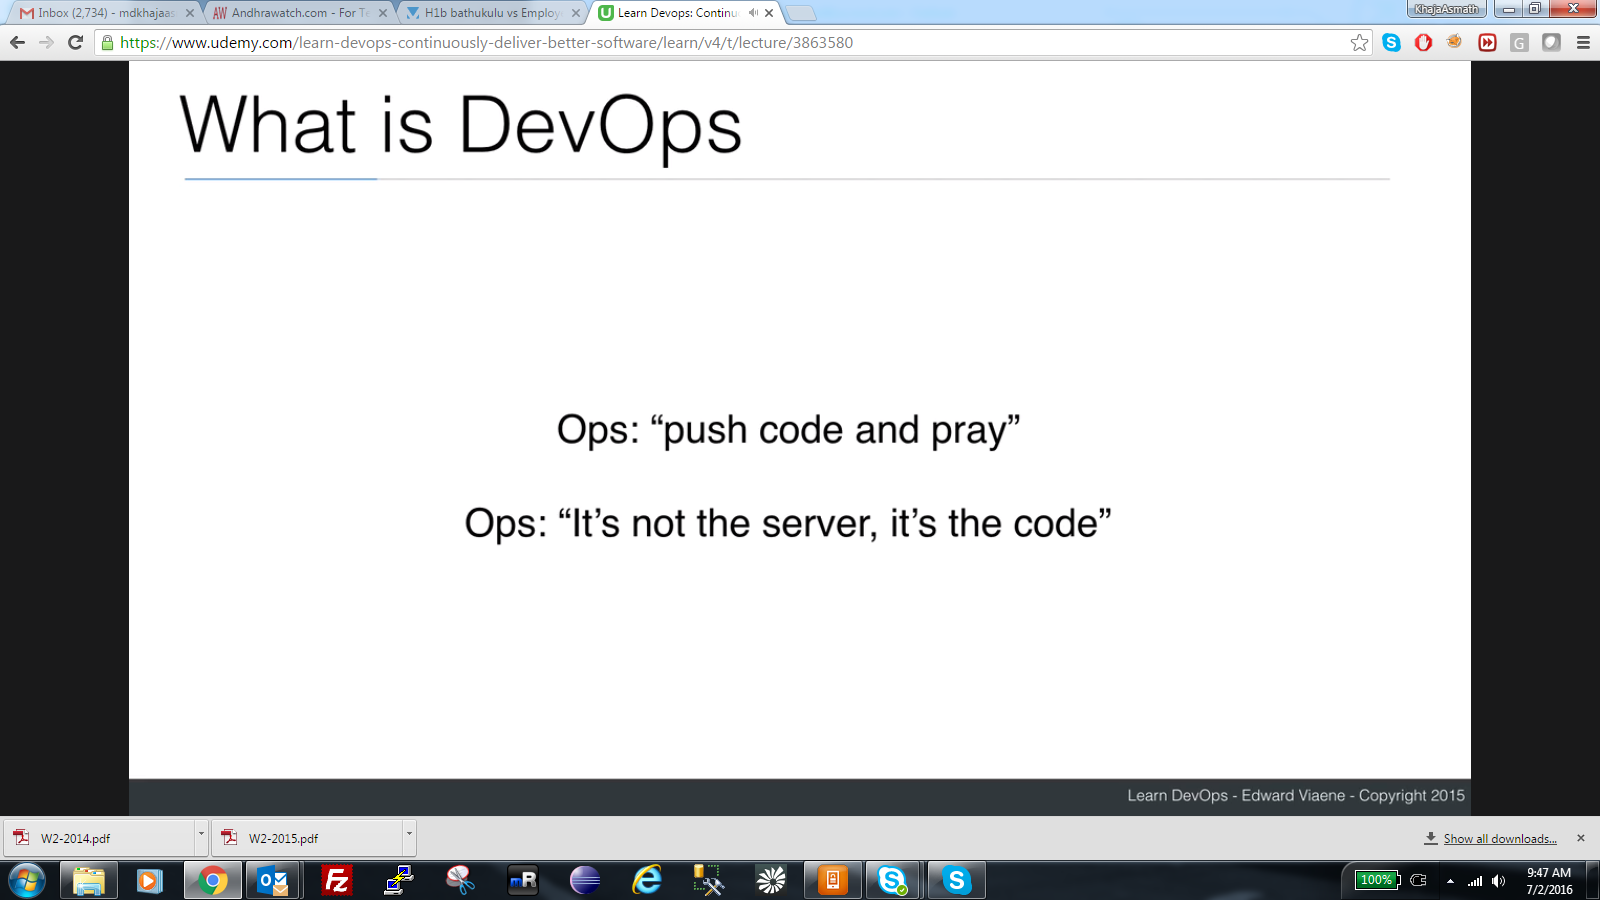 Inbox (2,734) - mdkhajaas
Andhrawatch.com - For Te
H1b bathukulu vs Employe
Learn Devops: Continu
KhajaAsmath
https://www.udemy.com/learn-devops-continuously-deliver-better-software/learn/v4/t/lecture/3863580
What is DevOps
Ops: “push code and pray”
Ops: “It’s not the server, it’s the code”
Learn DevOps - Edward Viaene - Copyright 2015
W2-2014.pdf
W2-2015.pdf
Show all downloads...
100%
9:47 AM
7/2/2016